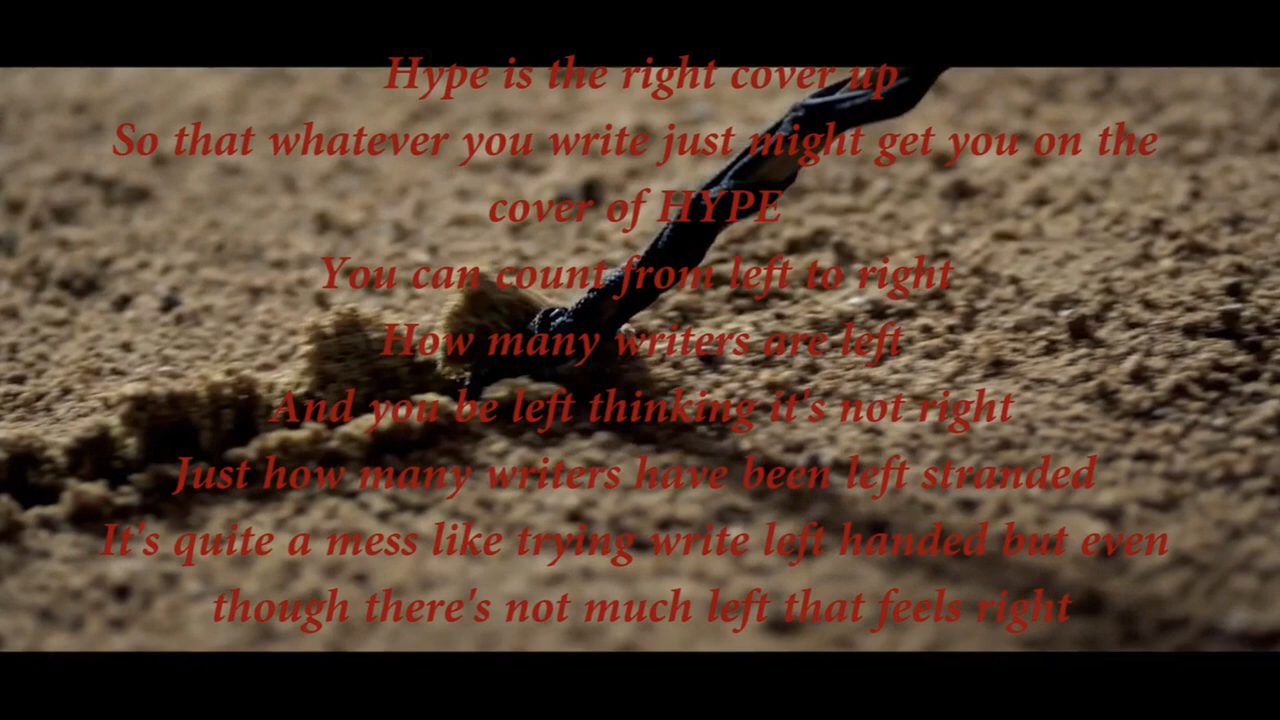 Hype is the right cover up
So that whatever you write just might get you on the
cover of HYPE
You can count from left to right
How many writers are left
And you be left thinking it's not right
Just how many writers have been left stranded
It's quite a mess like trying write left handed but even
though there's not much left that feels right